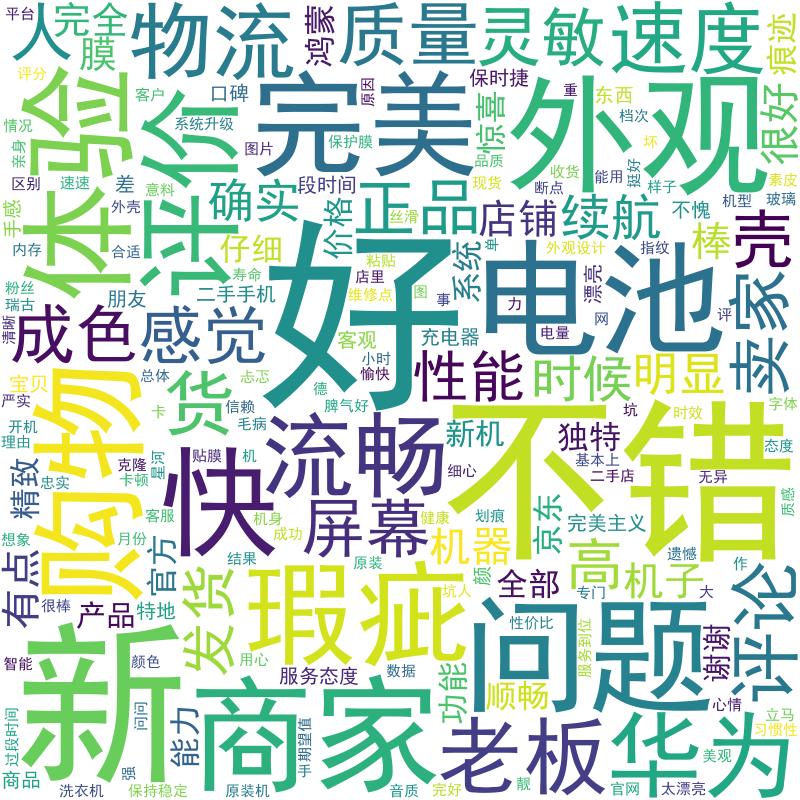 平台
人
完全
膜
物流
鸿蒙
质量
灵敏
速度
痕迹
评分
客户
口碑
原因
保时捷
重
东西
档次
很好
惊喜
情况
亲身
系统升级
图片
保护膜
品质
坏
体验
评价
完美
外观
区别
速速
差
意料
段时间
收货
挺好
能用
样子
素皮
手感
外壳
确实
价格
正品
丝滑
店铺
现货
断点
续航
不愧
机型
玻璃
内存
合适
仔细
粘贴
系统
单
外观设计
指纹
棒
壳
粉丝
瑞古
朋友
寿命
二手手机
店里
维修点
图
事
力
漂亮
网
电量
评
好
电池
卖家
清晰
成色
感觉
客观
充电器
小时
愉快
性能
时候
明显
宝贝
总体
货
忐忑
信赖
德
脾气好
严实
卡
毛病
新机
独特
坑
时效
字体
开机
理由
购物
克隆
星河
贴膜
机
流畅
细心
基本上
二手店
不错
无异
态度
精致
忠实
卡顿
快
屏幕
健康
划痕
京东
完美主义
质感
想象
月份
客服
机身
成功
机器
遗憾
有点
官方
结果
原装
高
机子
作
很棒
产品
特地
发货
瑕疵
坑人
颜
全部
专门
大
评论
智能
颜色
用心
服务态度
数据
功能
问题
性价比
服务到位
谢谢
新
商家
顺畅
心情
立马
过段时间
问问
能力
期望值
老板
华为
习惯性
商品
强
美观
洗衣机
保持稳定
原装机
音质
完好
靓
官网
太漂亮